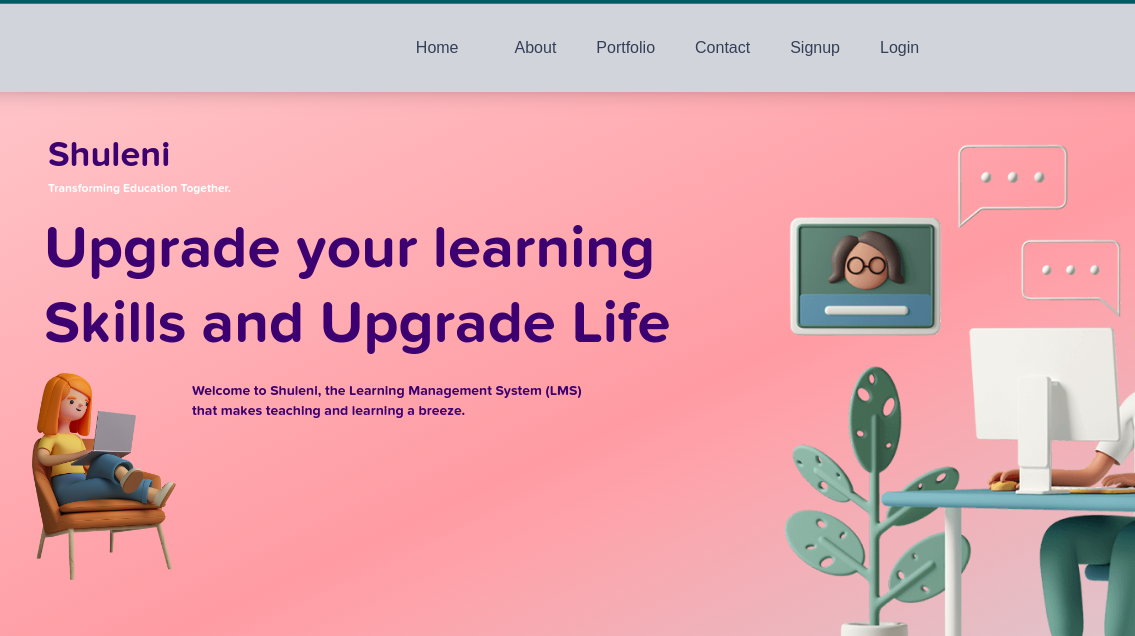 Home About Portfolio Contact Signup Login
Shuleni
Transforming Education Together.
Upgrade your learning
Skills and Upgrade Life
Welcome to Shuleni, the Learning Management System (LMS)
that makes teaching and learning a breeze.